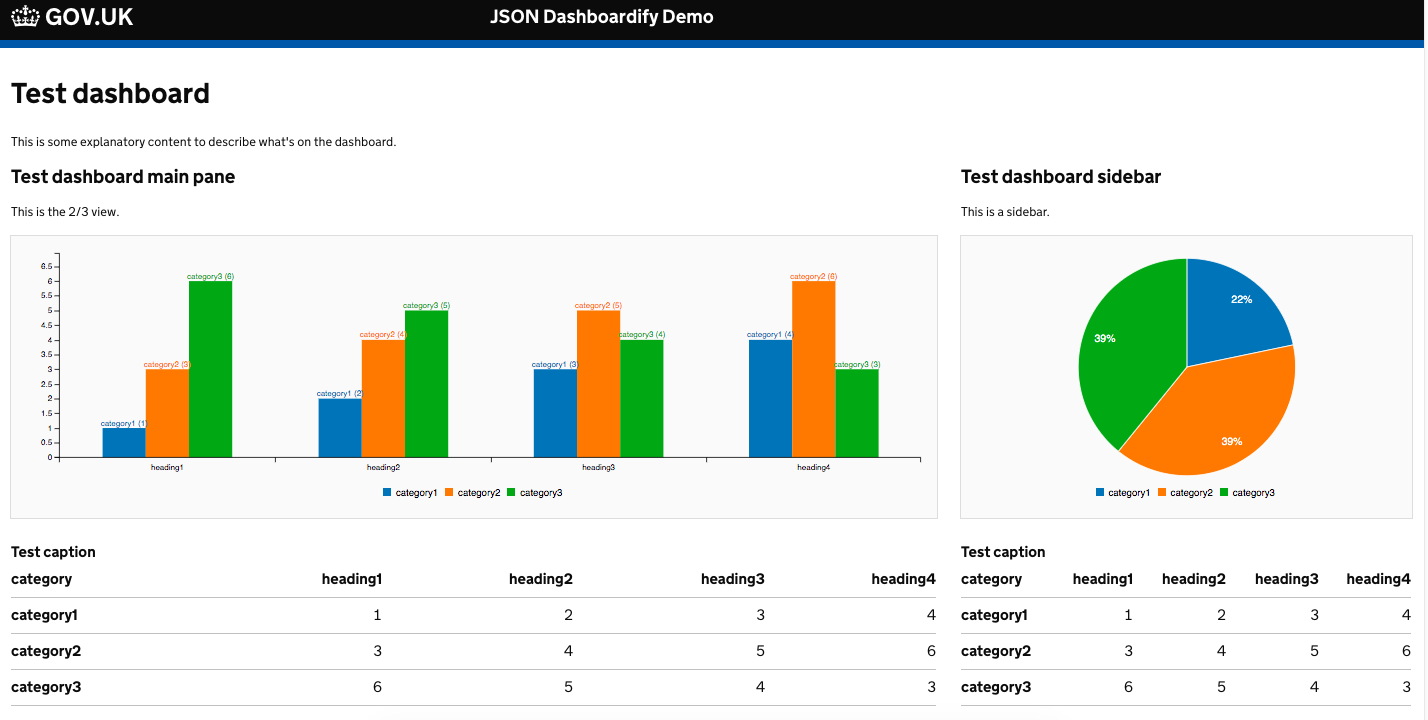 GOV.UK
JSON Dashboardify Demo
Test dashboard
This is some explanatory content to describe what's on the dashboard.
Test dashboard main pane
This is the 2/3 view.
6.5
6
5.5
5
4.5
4
3.5
3
2.5
2
1.5
1
0.5
0
category1 (1)
category2 (3)
category3 (6)
category1 (2)
category2 (4)
category3 (5)
category1 (3)
category2 (5)
category3 (4)
category1 (4)
category2 (6)
category3 (3)
heading1 heading2 heading3 heading4
category1 category2 category3
Test caption
category heading1 heading2 heading3 heading4
category1 1 2 3 4
category2 3 4 5 6
category3 6 5 4 3
Test dashboard sidebar
This is a sidebar.
22%
39%
39%
category1 category2 category3
Test caption
category heading1 heading2 heading3 heading4
category1 1 2 3 4
category2 3 4 5 6
category3 6 5 4 3